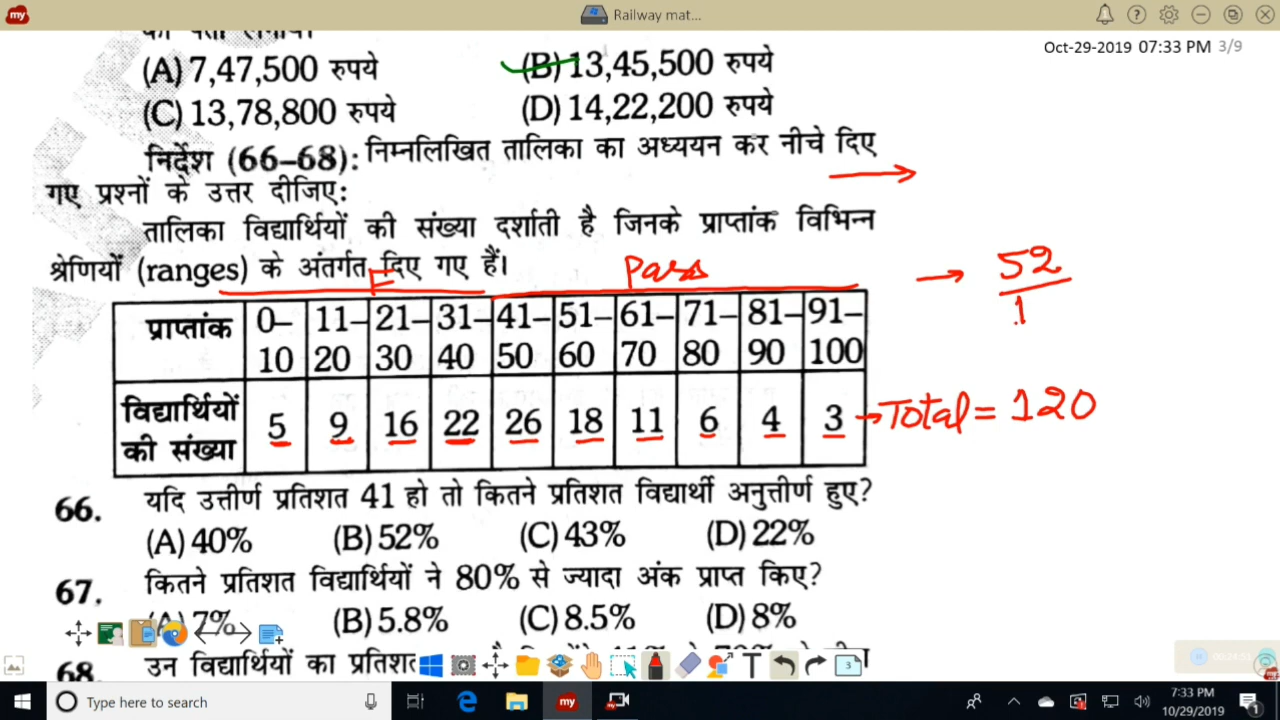 my
Railway mat...
Oct-29-2019 07:33 PM 3/9
(A) 7,47,500 रुपये (B) 13,45,500 रुपये
(C) 13,78,800 रुपये (D) 14,22,200 रुपये
निर्देश (66–68): निम्नलिखित तालिका का अध्ययन कर नीचे दिए
गए प्रश्नों के उत्तर दीजिए:
तालिका विद्यार्थियों की संख्या दर्शाती है जिनके प्राप्तांक विभिन्न
श्रेणियों (ranges) के अंतर्गत दिए गए हैं।
F Pass
52
1
प्राप्तांक 0–10 11–20 21–30 31–40 41–50 51–60 61–70 71–80 81–90 91–100
विद्यार्थियों की संख्या 5 9 16 22 26 18 11 6 4 3 → Total = 120
66. यदि उत्तीर्ण प्रतिशत 41 हो तो कितने प्रतिशत विद्यार्थी अनुत्तीर्ण हुए?
(A) 40% (B) 52% (C) 43% (D) 22%
67. कितने प्रतिशत विद्यार्थियों ने 80% से ज्यादा अंक प्राप्त किए?
(A) 7% (B) 5.8% (C) 8.5% (D) 8%
68. उन विद्यार्थियों का प्रतिशत
3
Type here to search
my
7:33 PM
10/29/2019
1